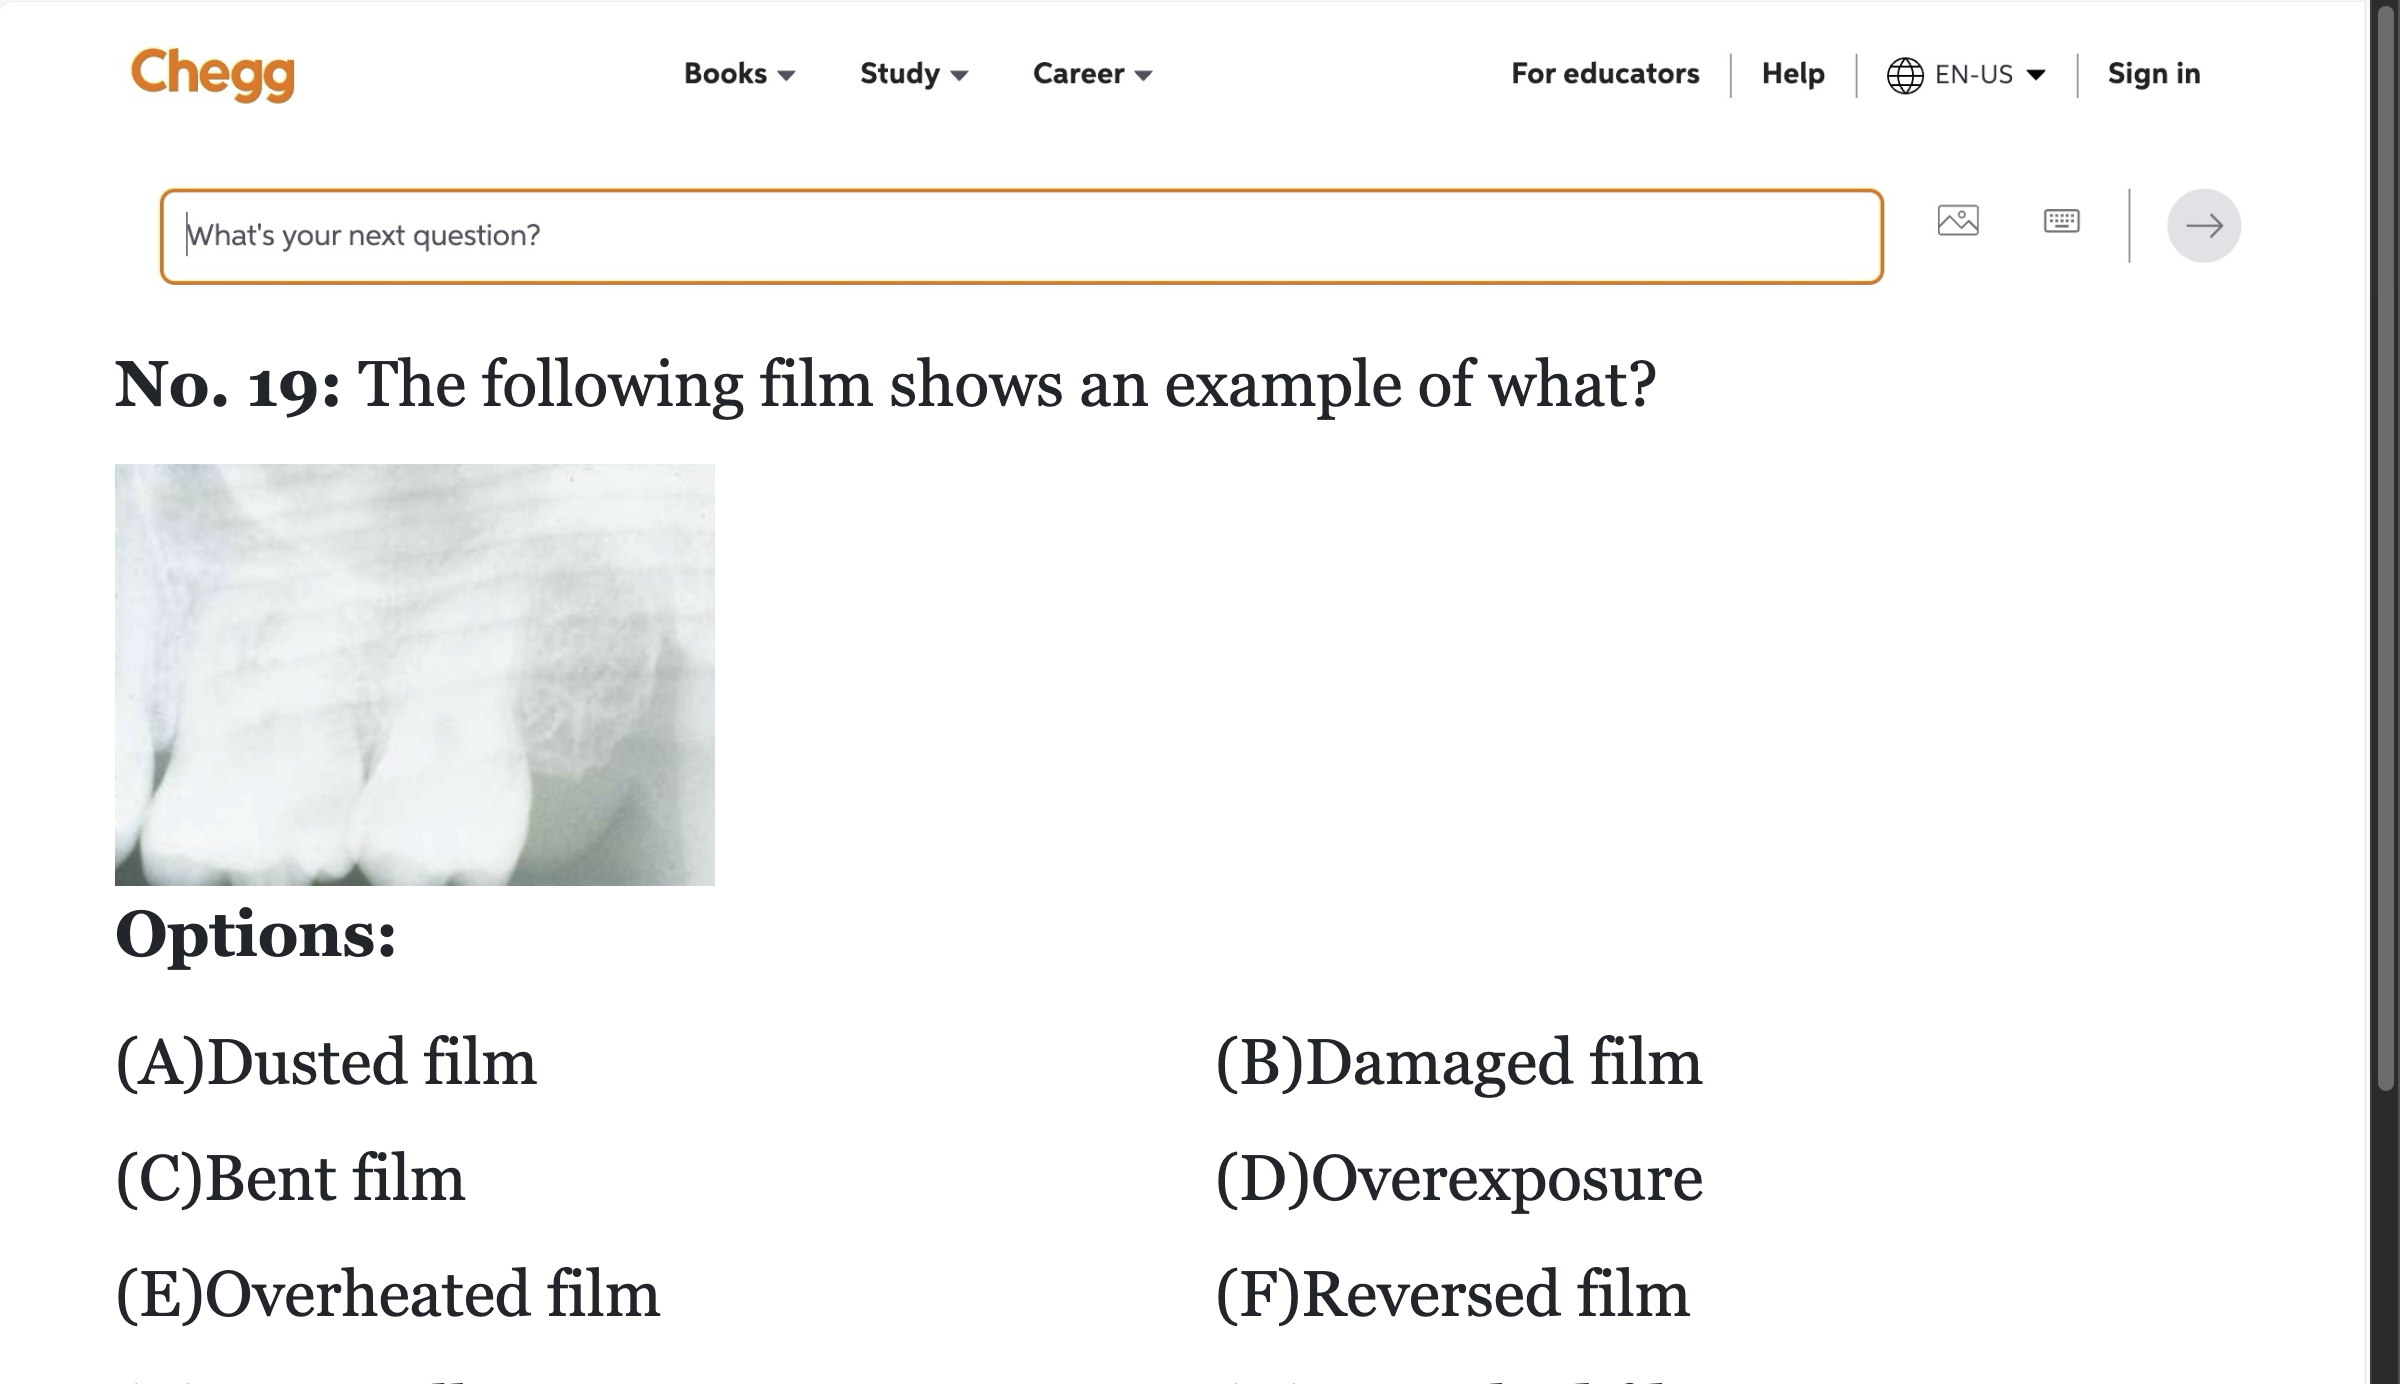 Chegg
Books Study Career For educators Help EN-US Sign in
What's your next question?
No. 19: The following film shows an example of what?
Options:
(A)Dusted film
(B)Damaged film
(C)Bent film
(D)Overexposure
(E)Overheated film
(F)Reversed film